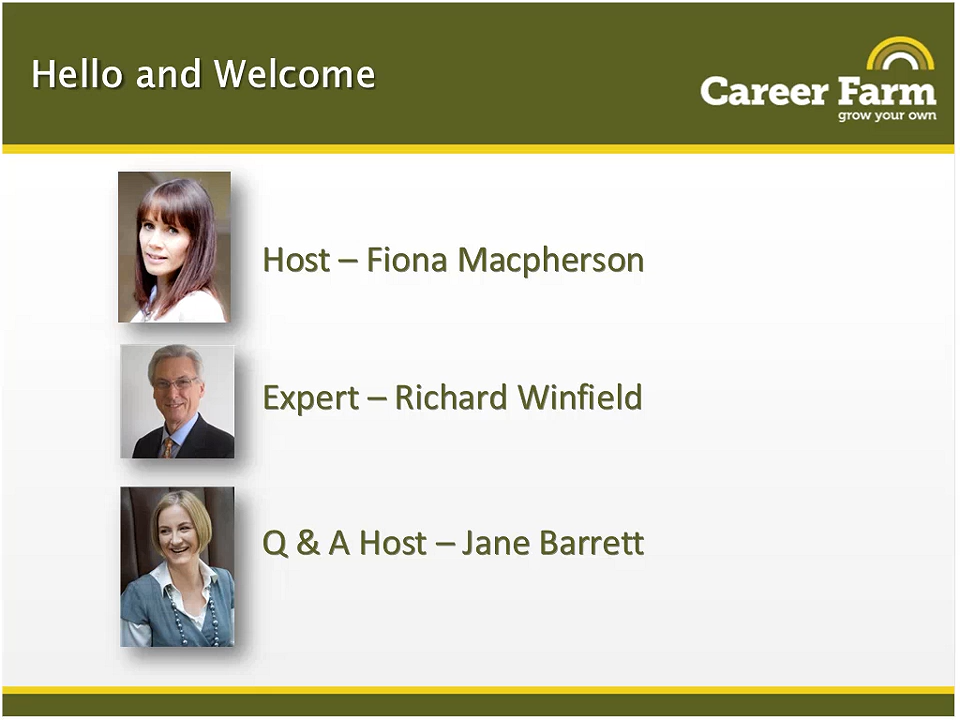 Hello and Welcome
Career Farm
grow your own
Host – Fiona Macpherson
Expert – Richard Winfield
Q & A Host – Jane Barrett